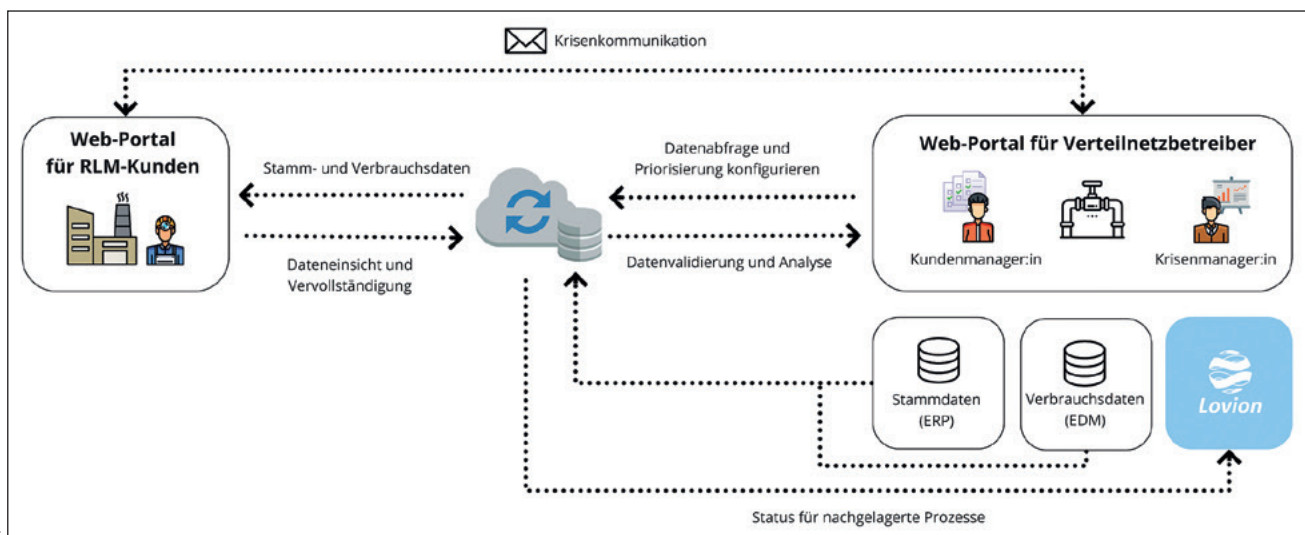 Krisenkommunikation
Web-Portal
für RLM-Kunden
Stamm- und Verbrauchsdaten
Dateneinsicht und
Vervollständigung
Datenabfrage und
Priorisierung konfigurieren
Datenvalidierung und Analyse
Web-Portal für Verteilnetzbetreiber
Kundenmanager:in
Krisenmanager:in
Stammdaten
(ERP)
Verbrauchsdaten
(EDM)
Lovion
Status für nachgelagerte Prozesse